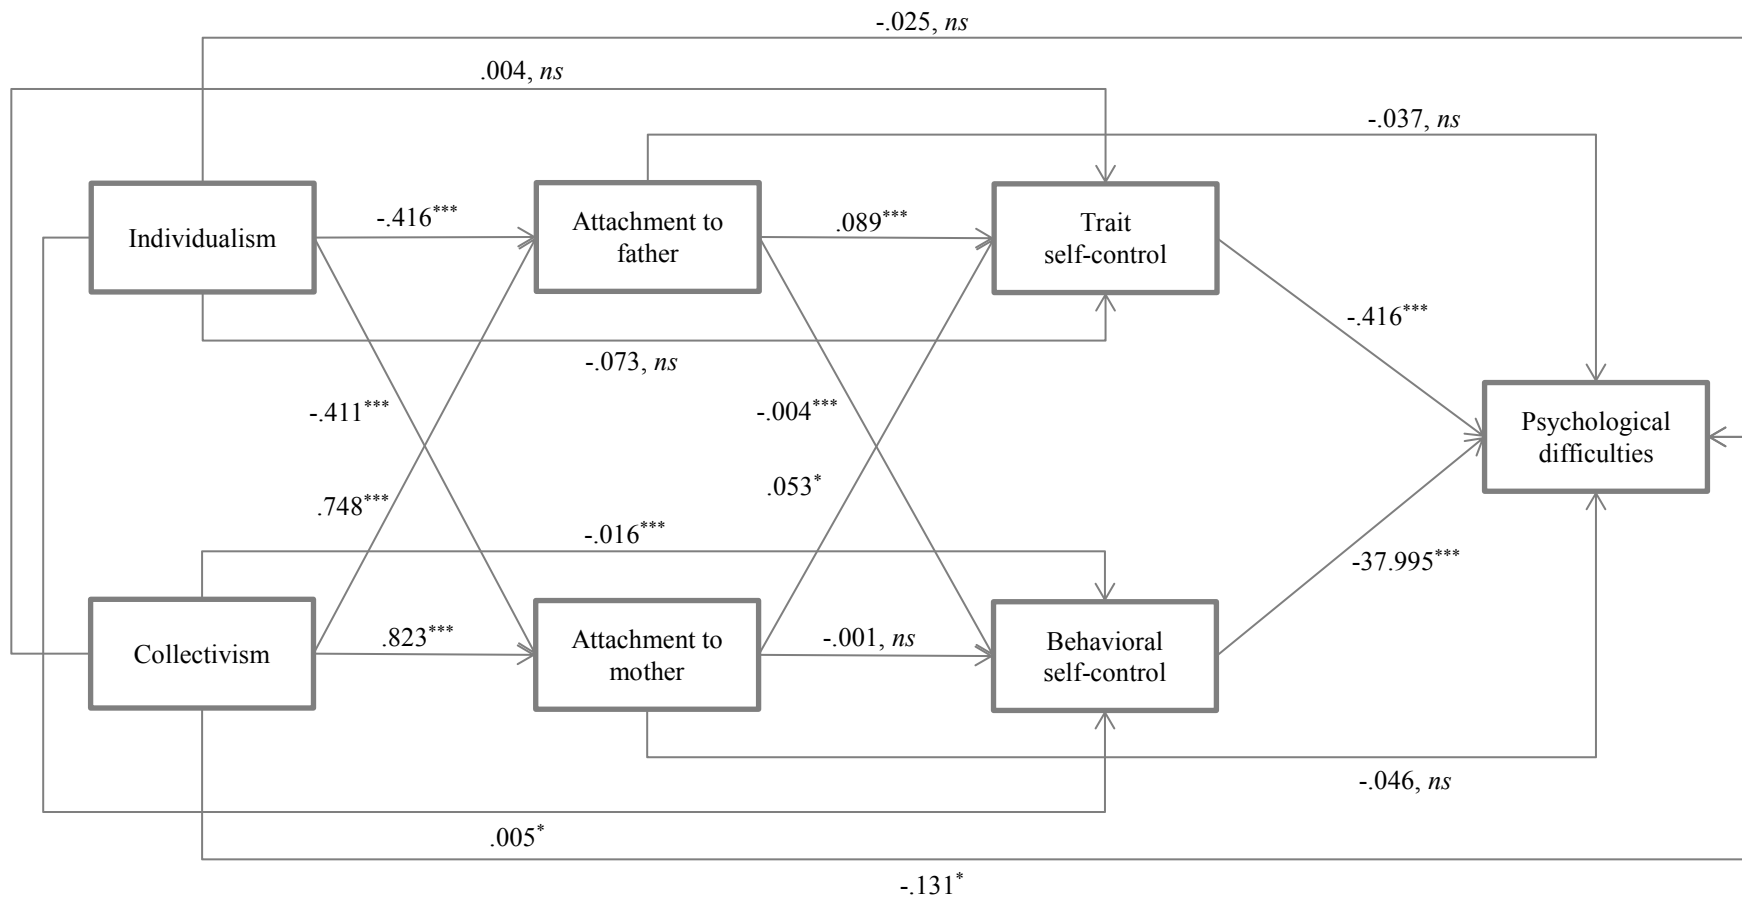 -.025, ns
.004, ns
-.037, ns
Individualism
-.416***
Attachment to
father
.089***
Trait
self-control
-.416***
-.073, ns
-.411***
-.004***
Psychological
difficulties
.748***
.053*
-.016***
-37.995***
Collectivism
.823***
Attachment to
mother
-.001, ns
Behavioral
self-control
-.046, ns
.005*
-.131*